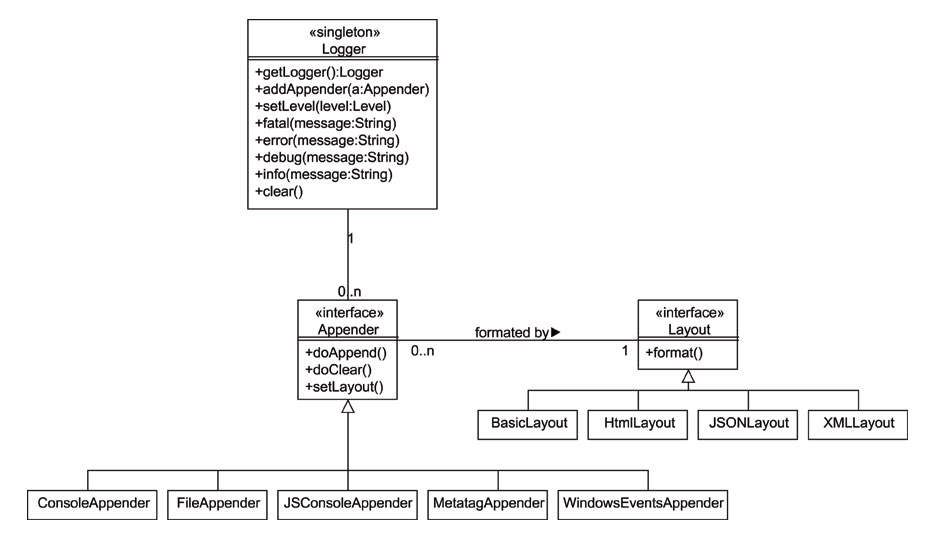 «singleton»
Logger
+getLogger():Logger
+addAppender(a:Appender)
+setLevel(level:Level)
+fatal(message:String)
+error(message:String)
+debug(message:String)
+info(message:String)
+clear()
1
0..n
«interface»
Appender
+doAppend()
+doClear()
+setLayout()
formated by
0..n
1
«interface»
Layout
+format()
BasicLayout
HtmlLayout
JSONLayout
XMLLayout
ConsoleAppender
FileAppender
JSConsoleAppender
MetatagAppender
WindowsEventsAppender